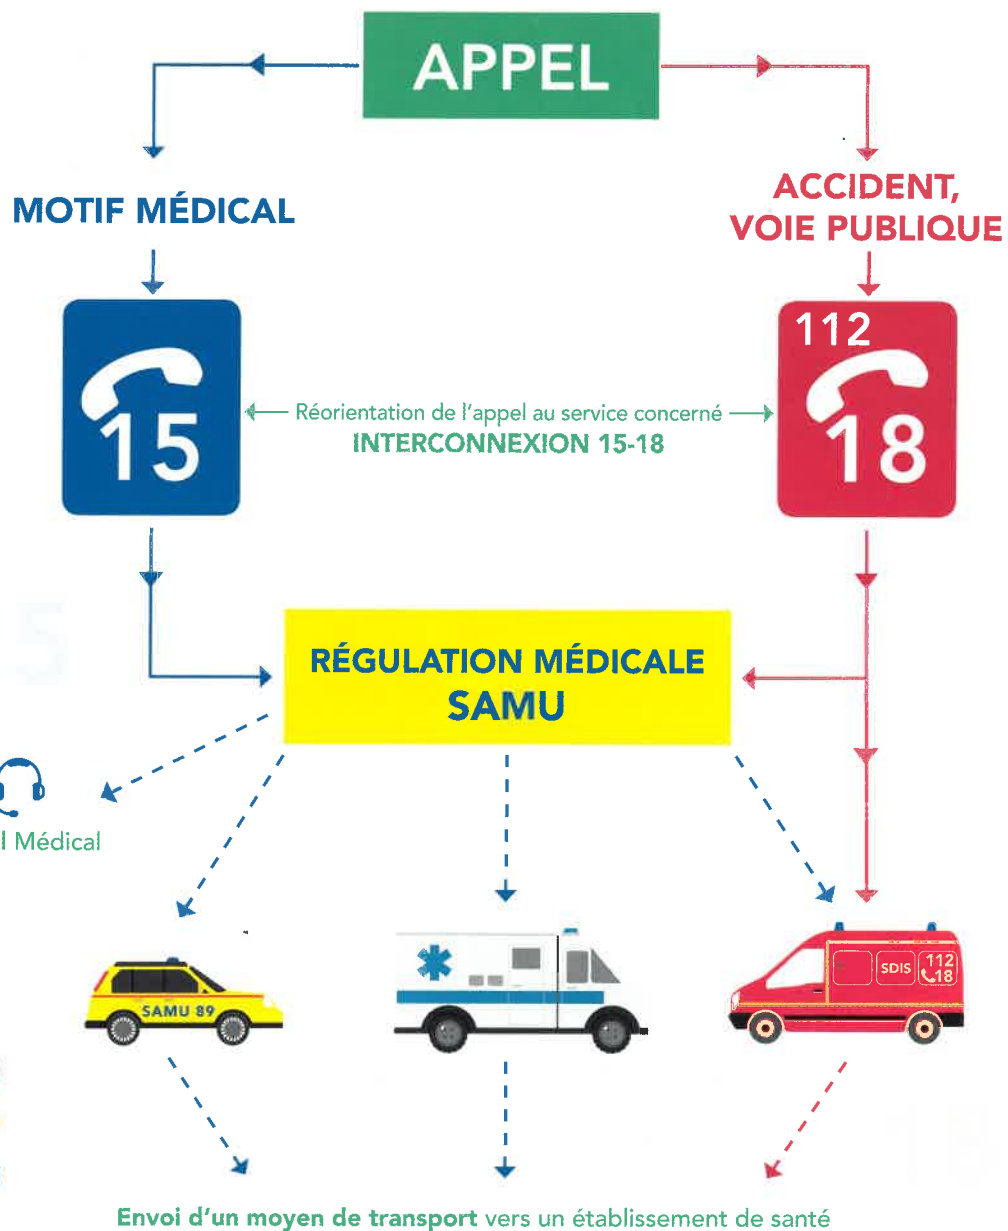 APPEL
MOTIF MÉDICAL
ACCIDENT,
VOIE PUBLIQUE
15
112
18
Réorientation de l'appel au service concerné
INTERCONNEXION 15-18
RÉGULATION MÉDICALE
SAMU
l Médical
SAMU 89
SDIS
112
18
Envoi d'un moyen de transport vers un établissement de santé